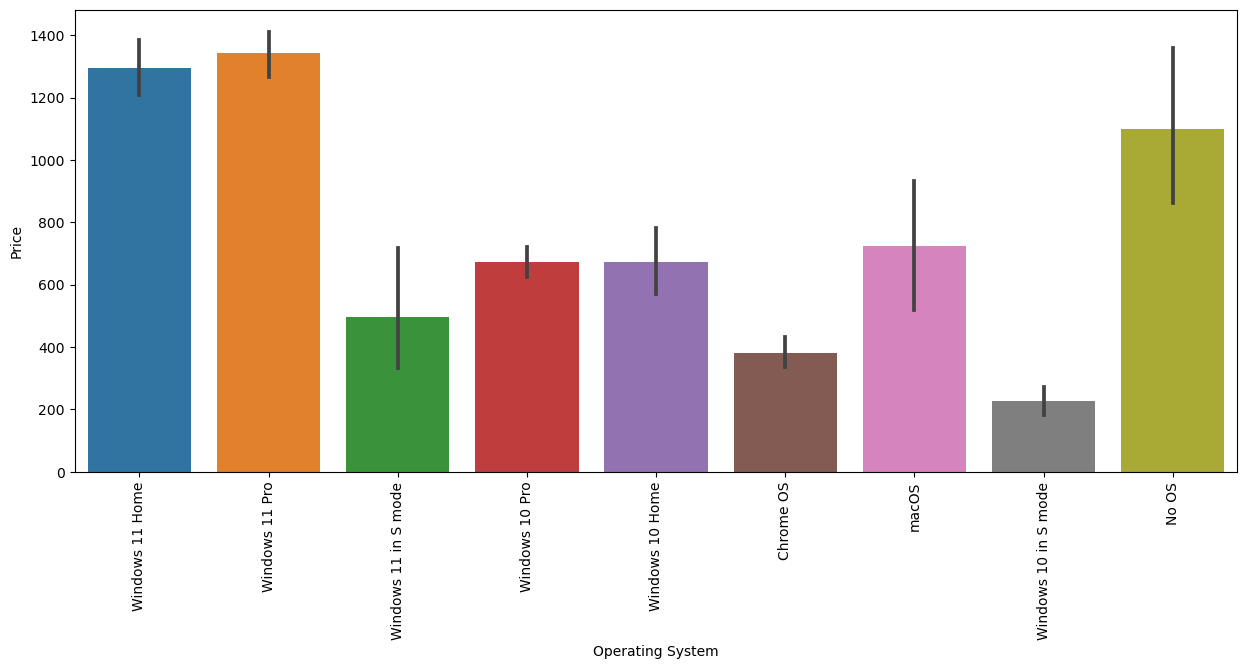 1400
1200
1000
800
600
400
200
0
Price
Windows 11 Home
Windows 11 Pro
Windows 11 in S mode
Windows 10 Pro
Windows 10 Home
Chrome OS
macOS
Windows 10 in S mode
No OS
Operating System